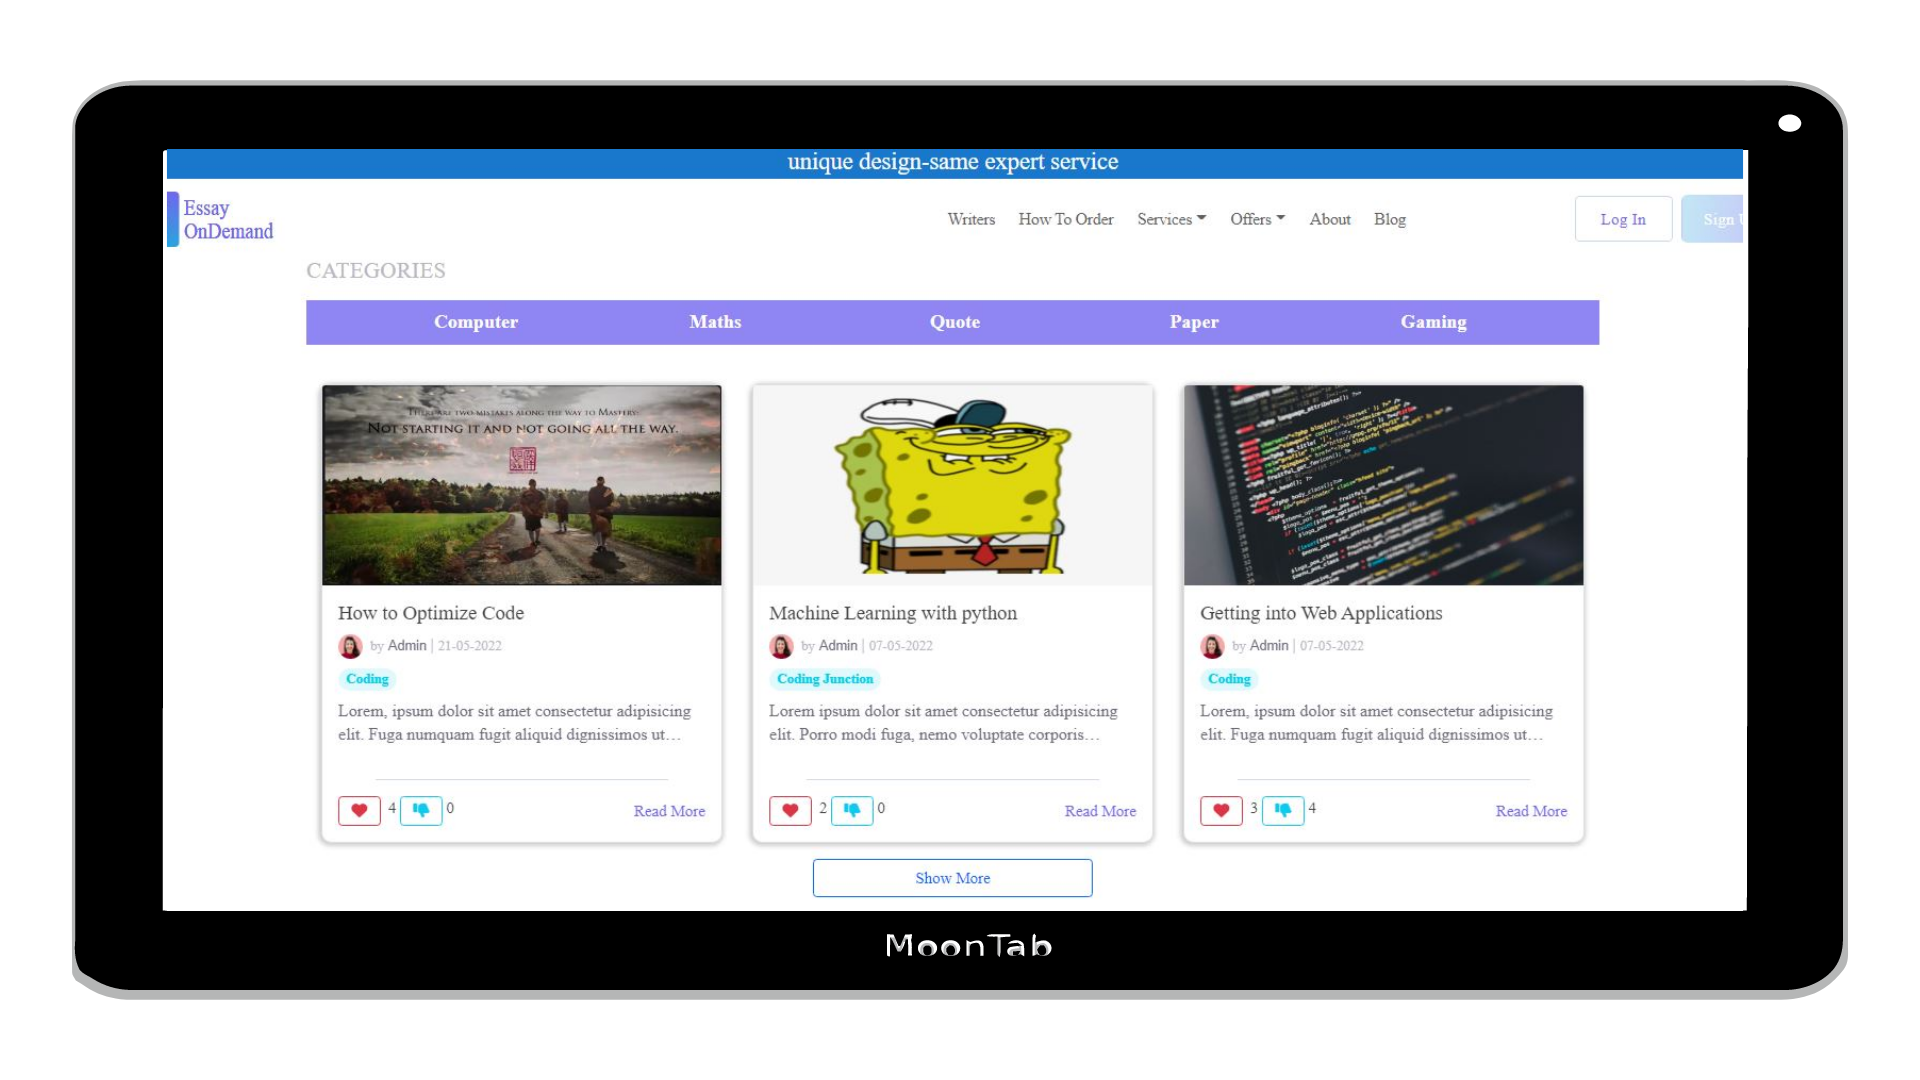 unique design-same expert service
Essay
OnDemand
Writers How To Order Services Offers About Blog
Log In Sign
CATEGORIES
Computer Maths Quote Paper Gaming
There are two mistakes along the way to Mastery:
Not starting it and not going all the way.
How to Optimize Code
by Admin | 21-05-2022
Coding
Lorem, ipsum dolor sit amet consectetur adipisicing
elit. Fuga numquam fugit aliquid dignissimos ut…
4 0 Read More
Machine Learning with python
by Admin | 07-05-2022
Coding Junction
Lorem ipsum dolor sit amet consectetur adipisicing
elit. Porro modi fuga, nemo voluptate corporis…
2 0 Read More
Getting into Web Applications
by Admin | 07-05-2022
Coding
Lorem, ipsum dolor sit amet consectetur adipisicing
elit. Fuga numquam fugit aliquid dignissimos ut…
3 4 Read More
Show More
MoonTab